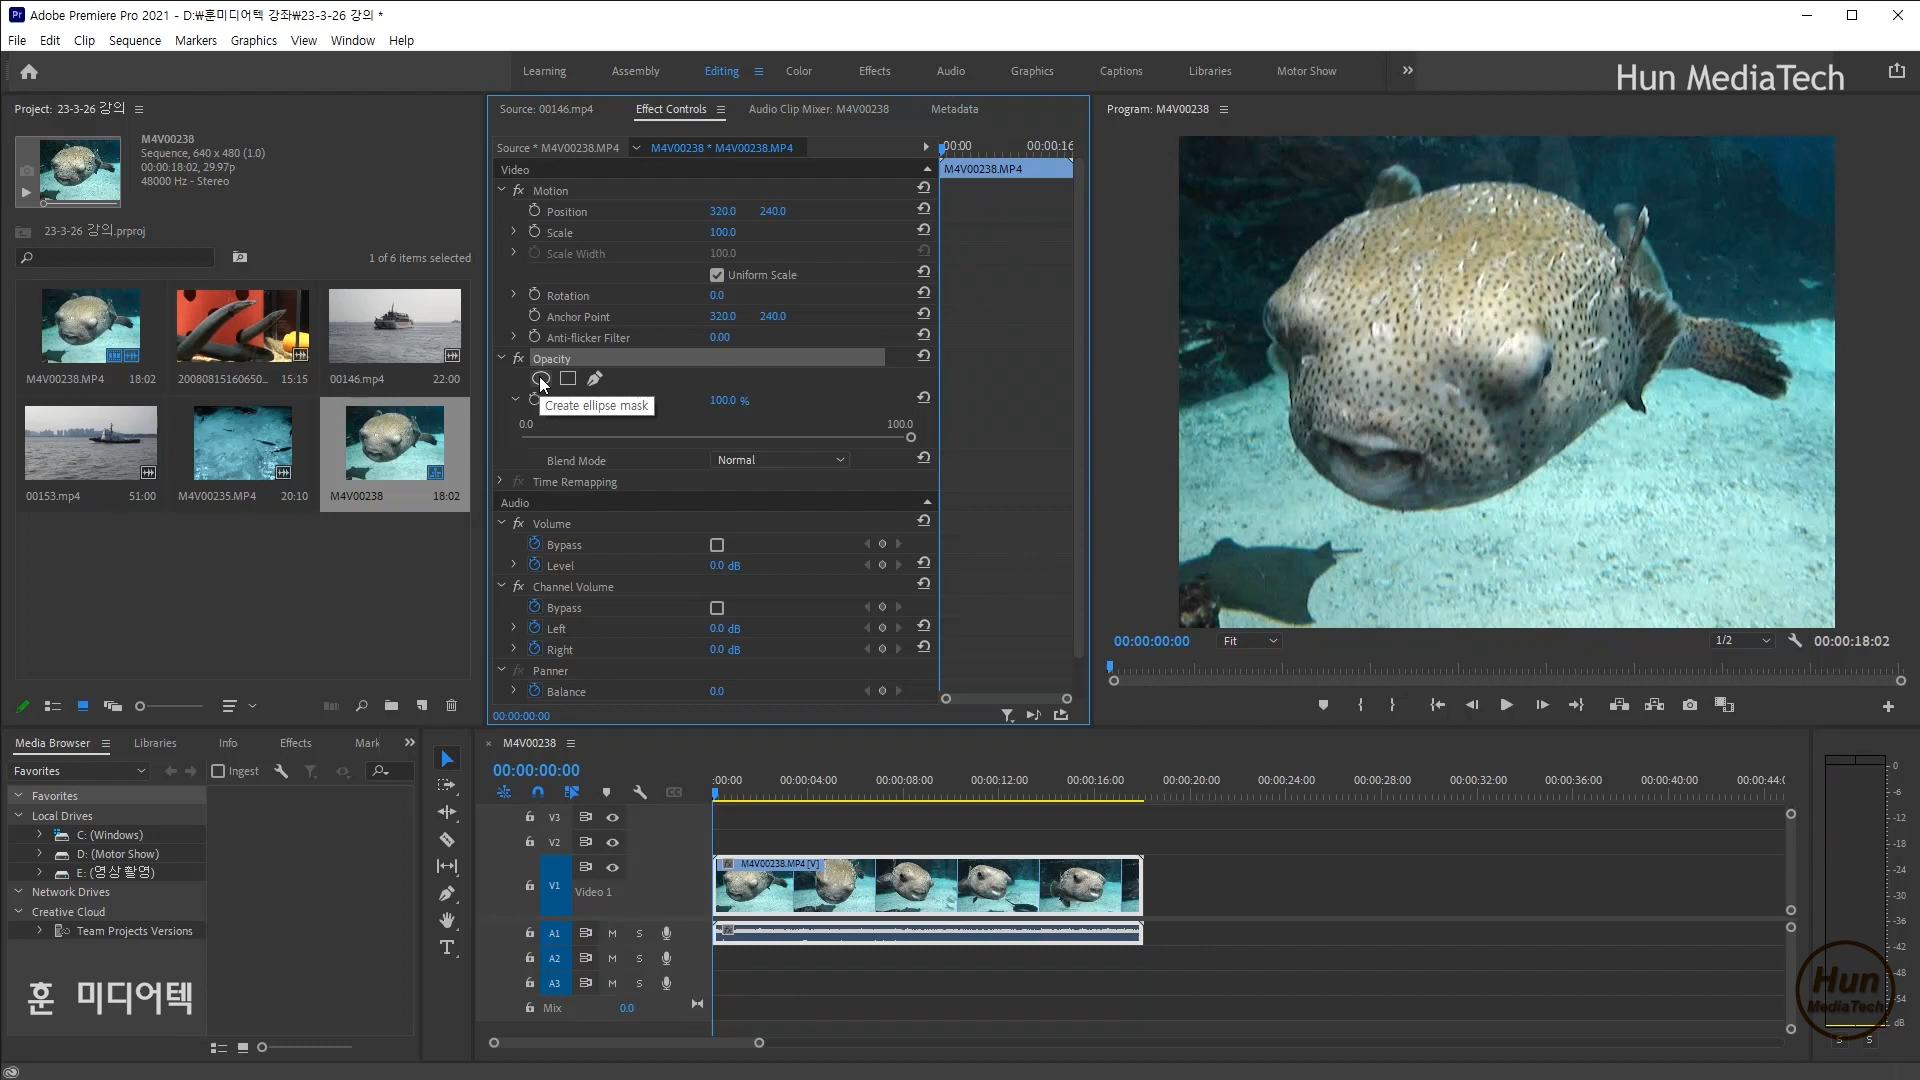 Adobe Premiere Pro 2021 - D:₩훈미디어텍 강좌₩23-3-26 강의 *
File Edit Clip Sequence Markers Graphics View Window Help
Learning Assembly Editing Color Effects Audio Graphics Captions Libraries Motor Show
Hun MediaTech
Project: 23-3-26 강의
M4V00238
Sequence, 640 x 480 (1.0)
00:00:18:02, 29.97p
48000 Hz - Stereo
23-3-26 강의.prproj
1 of 6 items selected
M4V00238.MP4 18:02
20080815160650... 15:15
00146.mp4 22:00
00153.mp4 51:00
M4V00235.MP4 20:10
M4V00238 18:02
Source: 00146.mp4 Effect Controls Audio Clip Mixer: M4V00238 Metadata
Source * M4V00238.MP4 M4V00238 * M4V00238.MP4
:00:00 00:00:16
Video
M4V00238.MP4
fx Motion
Position 320.0 240.0
Scale 100.0
Scale Width 100.0
Uniform Scale
Rotation 0.0
Anchor Point 320.0 240.0
Anti-flicker Filter 0.00
fx Opacity
Create ellipse mask
100.0 %
0.0 100.0
Blend Mode Normal
fx Time Remapping
Audio
fx Volume
Bypass
Level 0.0 dB
fx Channel Volume
Bypass
Left 0.0 dB
Right 0.0 dB
fx Panner
Balance 0.0
00:00:00:00
Program: M4V00238
00:00:00:00 Fit 1/2 00:00:18:02
Media Browser Libraries Info Effects Mark
Favorites Ingest
Favorites
Local Drives
C: (Windows)
D: (Motor Show)
E: (영상 촬영)
Network Drives
Creative Cloud
Team Projects Versions
훈 미디어텍
M4V00238
00:00:00:00
:00:00 00:00:04:00 00:00:08:00 00:00:12:00 00:00:16:00 00:00:20:00 00:00:24:00 00:00:28:00 00:00:32:00 00:00:36:00 00:00:40:00 00:00:44:0
V3
V2
V1 Video 1
M4V00238.MP4 [V]
A1 M S
A2 M S
A3 M S
Mix 0.0
0
-6
-12
-18
-24
-30
-36
-42
-48
-54
dB
S S
Hun
MediaTech